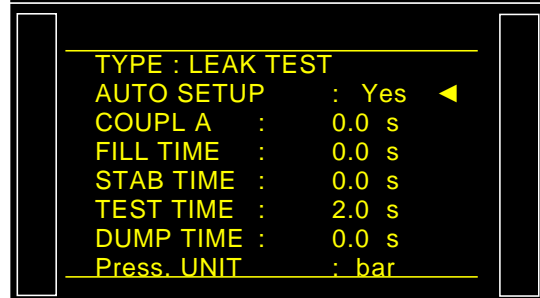 TYPE : LEAK TEST
AUTO SETUP : Yes ◄
COUPL A : 0.0 s
FILL TIME : 0.0 s
STAB TIME : 0.0 s
TEST TIME : 2.0 s
DUMP TIME : 0.0 s
Press. UNIT : bar